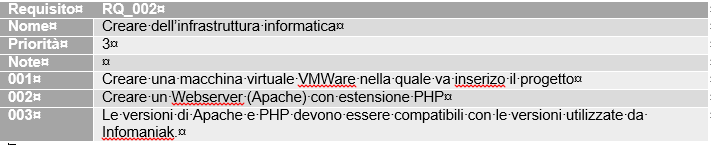 Requisito¤ RQ_002¤
Nome¤ Creare·dell'infrastruttura·informatica¤
Priorità¤ 3¤
Note¤ ¤
001¤ Creare·una·macchina·virtuale·VMWare·nella·quale·va·inserizo·il·progetto¤
002¤ Creare·un·Webserver·(Apache)·con·estensione·PHP¤
003¤ Le·versioni·di·Apache·e·PHP·devono·essere·compatibili·con·le·versioni·utilizzate·da·
Infomaniak.¤